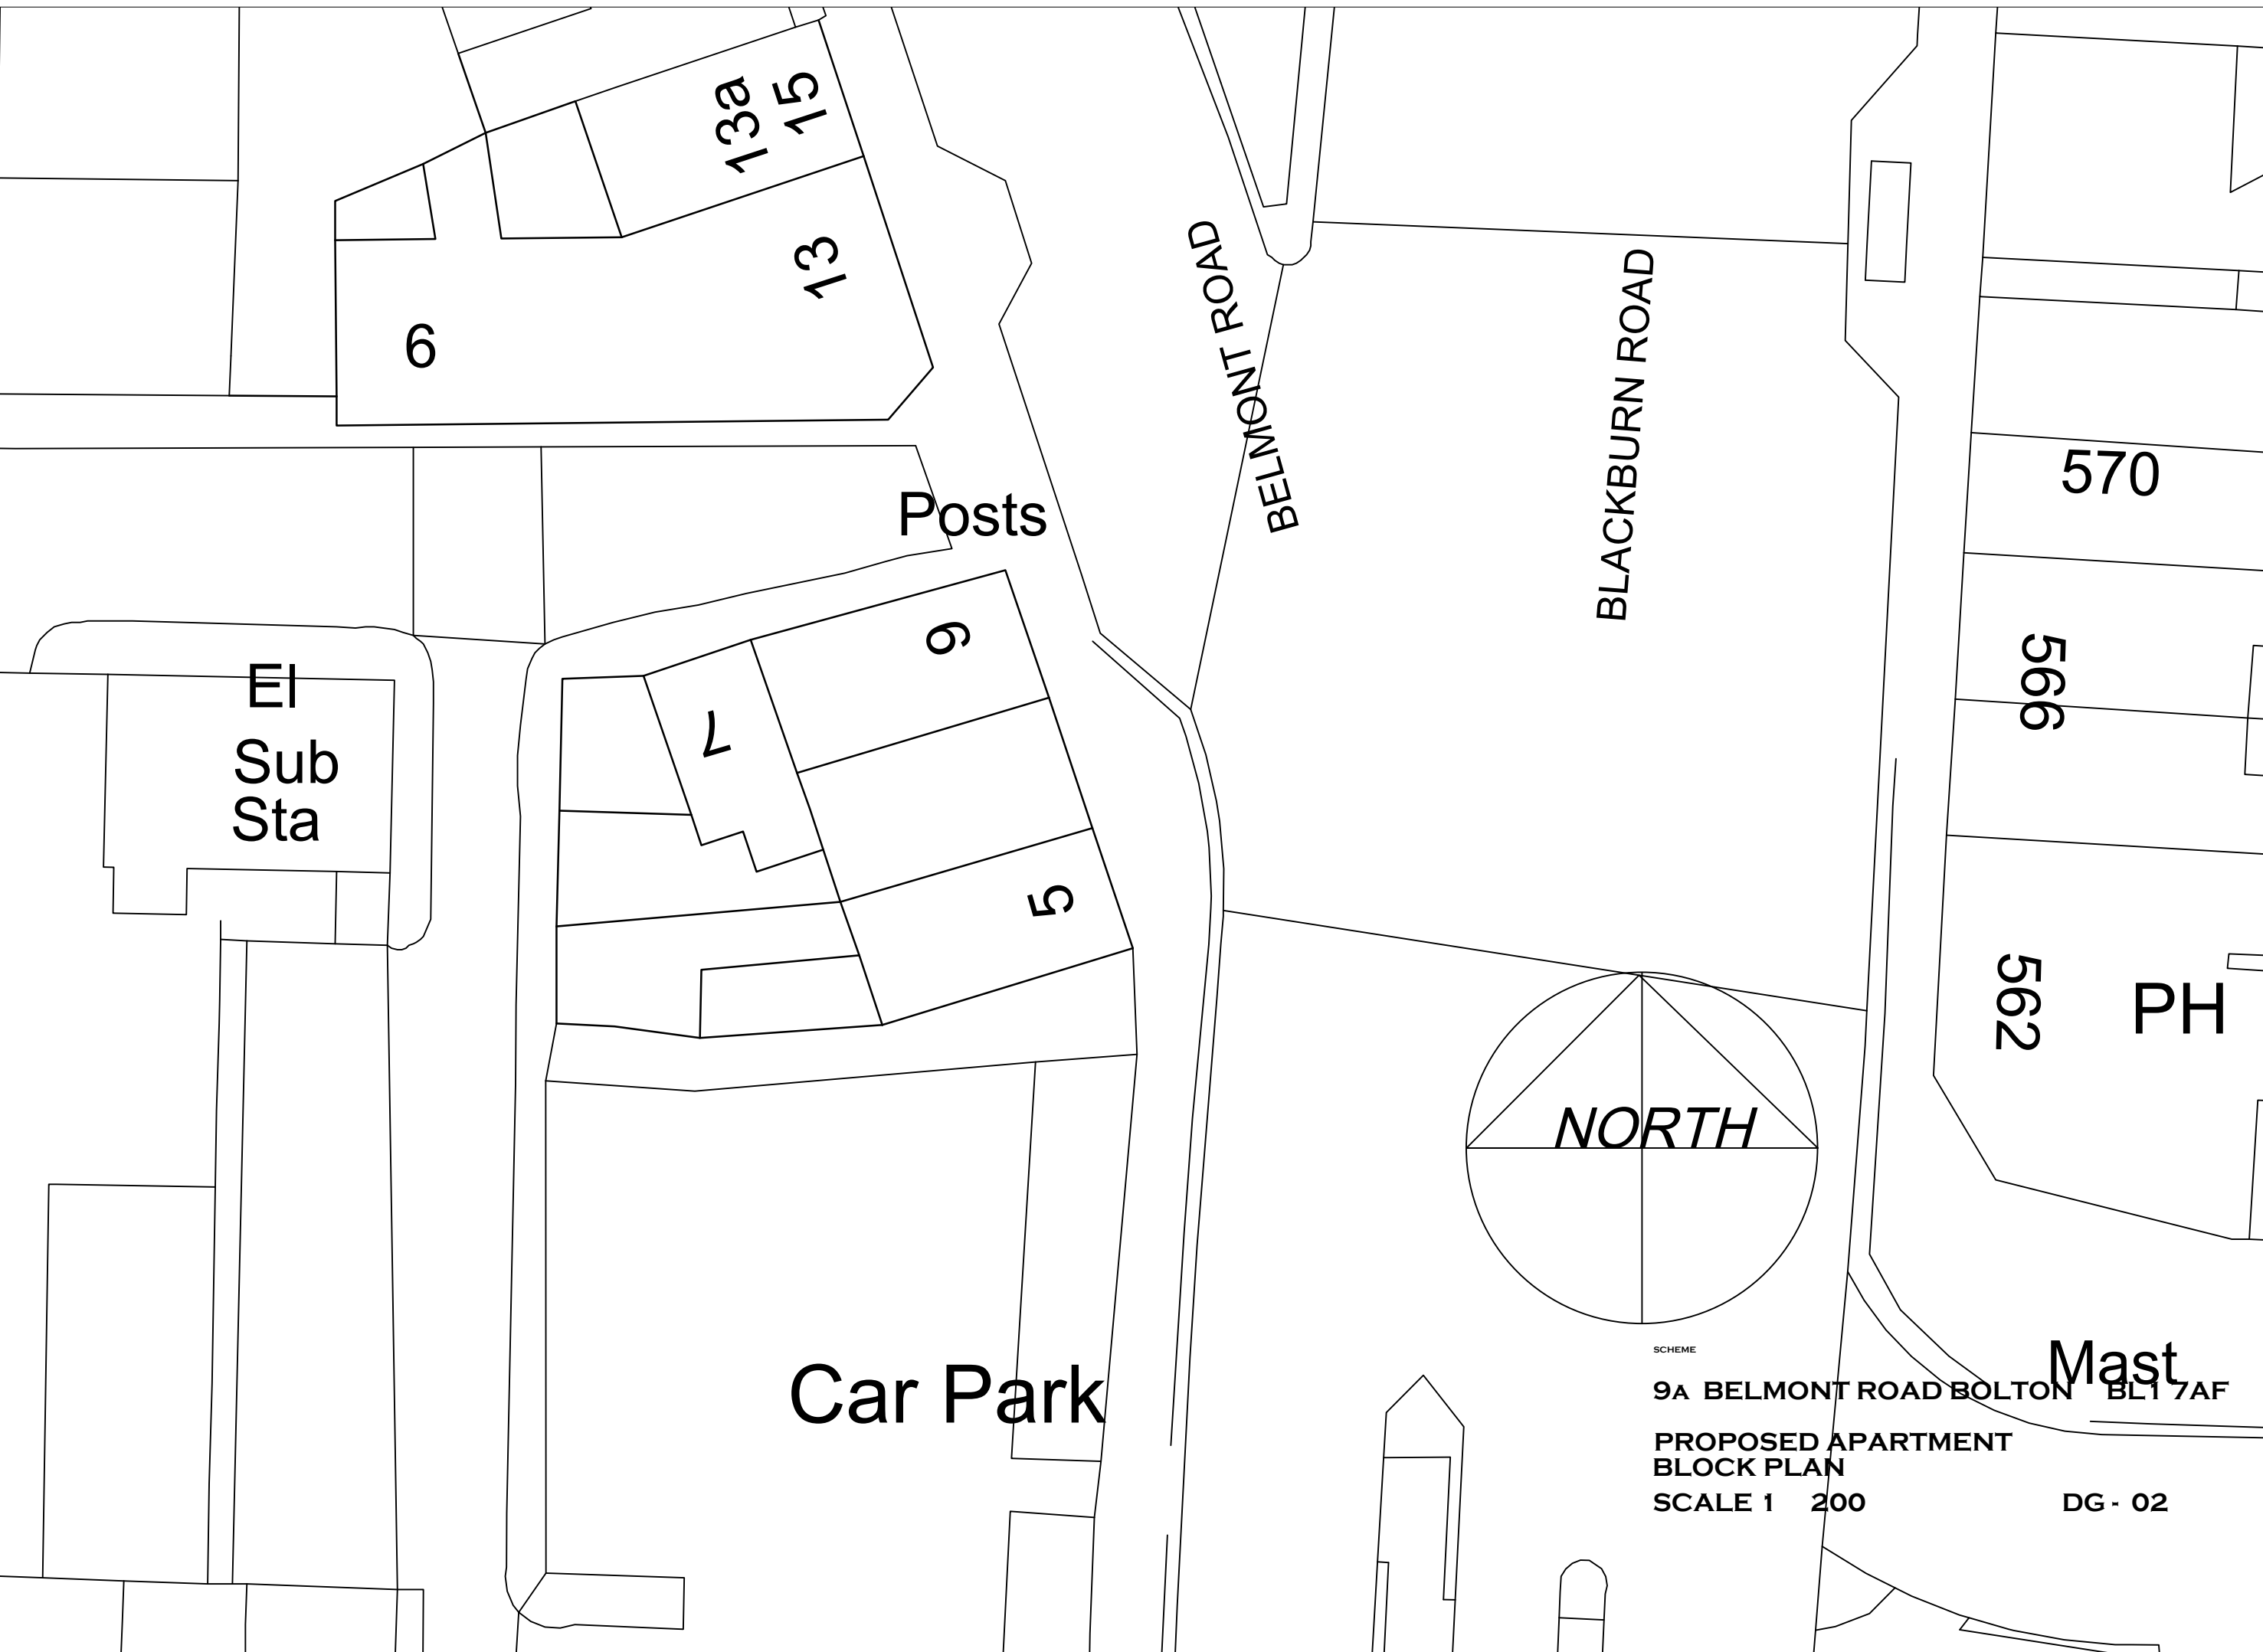 13a
15
13
6
BELMONT ROAD
BLACKBURN ROAD
570
Posts
9
566
El
Sub
Sta
7
5
562
PH
NORTH
Car Park
Mast
SCHEME
9A BELMONT ROAD BOLTON BL1 7AF
PROPOSED APARTMENT
BLOCK PLAN
SCALE 1 200 DG - 02